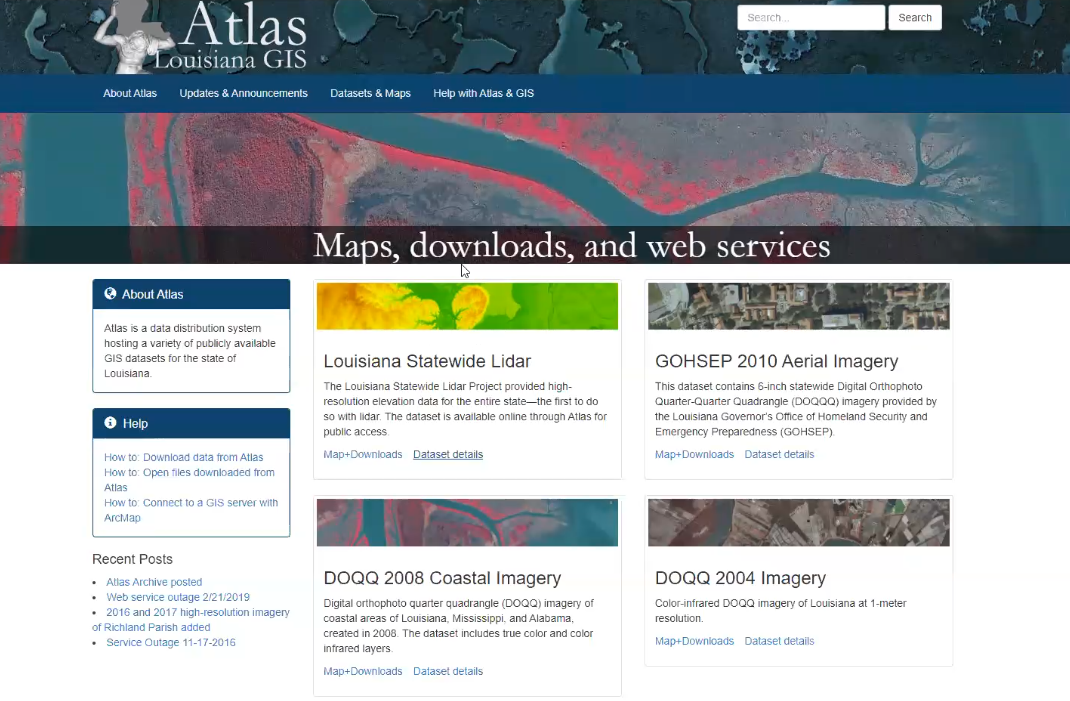 Atlas
Louisiana GIS
Search...
Search
About Atlas
Updates & Announcements
Datasets & Maps
Help with Atlas & GIS
Maps, downloads, and web services
About Atlas
Atlas is a data distribution system
hosting a variety of publicly available
GIS datasets for the state of
Louisiana.
Help
How to: Download data from Atlas
How to: Open files downloaded from
Atlas
How to: Connect to a GIS server with
ArcMap
Recent Posts
Atlas Archive posted
Web service outage 2/21/2019
2016 and 2017 high-resolution imagery
of Richland Parish added
Service Outage 11-17-2016
Louisiana Statewide Lidar
The Louisiana Statewide Lidar Project provided high-
resolution elevation data for the entire state—the first to do
so with lidar. The dataset is available online through Atlas for
public access.
Map+Downloads
Dataset details
GOHSEP 2010 Aerial Imagery
This dataset contains 6-inch statewide Digital Orthophoto
Quarter-Quarter Quadrangle (DOQQQ) imagery provided by
the Louisiana Governor's Office of Homeland Security and
Emergency Preparedness (GOHSEP).
Map+Downloads
Dataset details
DOQQ 2008 Coastal Imagery
Digital orthophoto quarter quadrangle (DOQQ) imagery of
coastal areas of Louisiana, Mississippi, and Alabama,
created in 2008. The dataset includes true color and color
infrared layers.
Map+Downloads
Dataset details
DOQQ 2004 Imagery
Color-infrared DOQQ imagery of Louisiana at 1-meter
resolution.
Map+Downloads
Dataset details